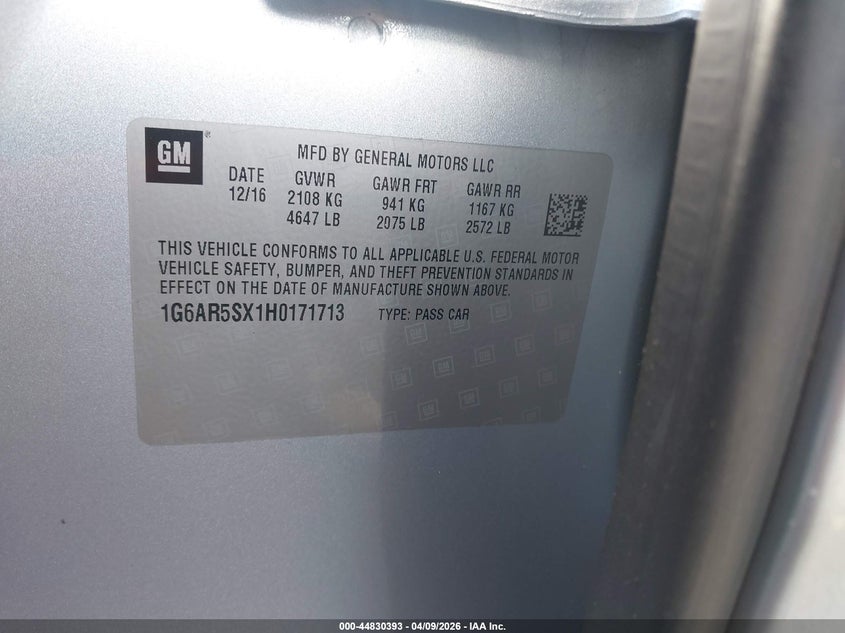 GM
MFD BY GENERAL MOTORS LLC
DATE GVWR GAWR FRT GAWR RR
12/16 2108 KG 941 KG 1167 KG
4647 LB 2075 LB 2572 LB
THIS VEHICLE CONFORMS TO ALL APPLICABLE U.S. FEDERAL MOTOR
VEHICLE SAFETY, BUMPER, AND THEFT PREVENTION STANDARDS IN
EFFECT ON THE DATE OF MANUFACTURE SHOWN ABOVE.
1G6AR5SX1H0171713 TYPE: PASS CAR
000-44830393 - 04/09/2026 - IAA Inc.